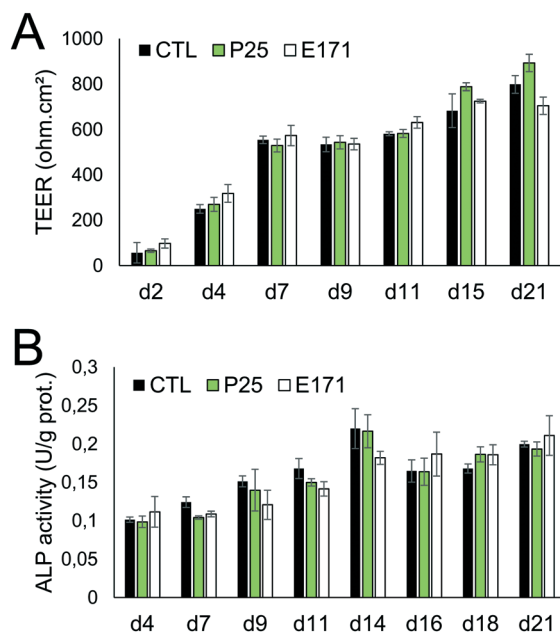 A
CTL P25 E171
TEER (ohm.cm²)
1000
800
600
400
200
0
d2 d4 d7 d9 d11 d15 d21
B
CTL P25 E171
ALP activity (U/g prot.)
0,3
0,25
0,2
0,15
0,1
0,05
0
d4 d7 d9 d11 d14 d16 d18 d21